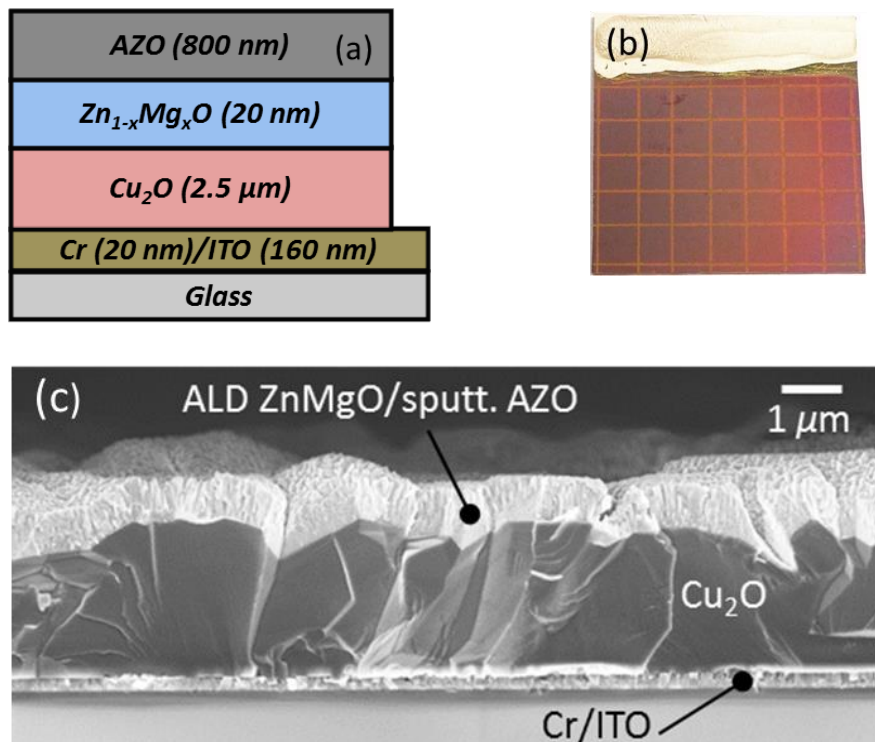 AZO (800 nm) (a)
Zn₁₋ₓMgₓO (20 nm)
Cu₂O (2.5 µm)
Cr (20 nm)/ITO (160 nm)
Glass
(b)
(c)
ALD ZnMgO/sputt. AZO
1 µm
Cu₂O
Cr/ITO